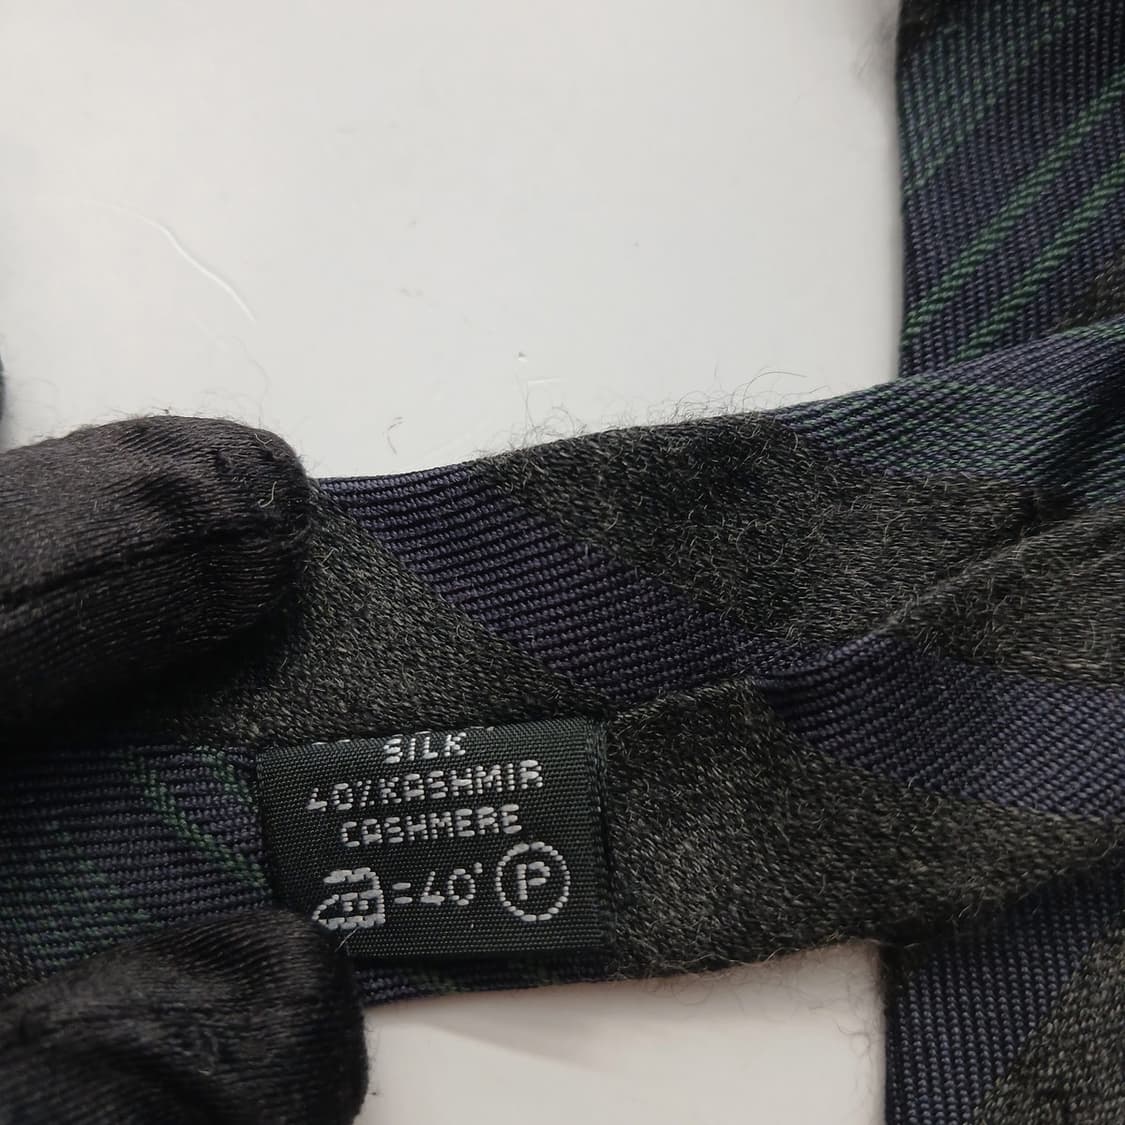 SILK
40%KASHMIR
CASHMERE
=40° P